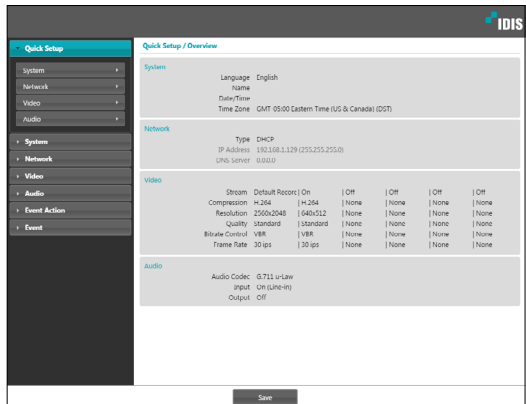 IDIS
Quick Setup
System
Network
Video
Audio
System
Network
Video
Audio
Event Action
Event
Quick Setup / Overview
System
Language English
Name
Date/Time
Time Zone GMT-05:00 Eastern Time (US & Canada) (DST)
Network
Type DHCP
IP Address 192.168.1.129 (255.255.255.0)
DNS Server 0.0.0.0
Video
Stream Default Record | On | Off | Off | Off | Off
Compression H.264 | H.264 | None | None | None | None
Resolution 2560x2048 | 640x512 | None | None | None | None
Quality Standard | Standard | None | None | None | None
Bitrate Control VBR | VBR | None | None | None | None
Frame Rate 30 ips | 30 ips | None | None | None | None
Audio
Audio Codec G.711 u-Law
Input On (Line-in)
Output Off
Save